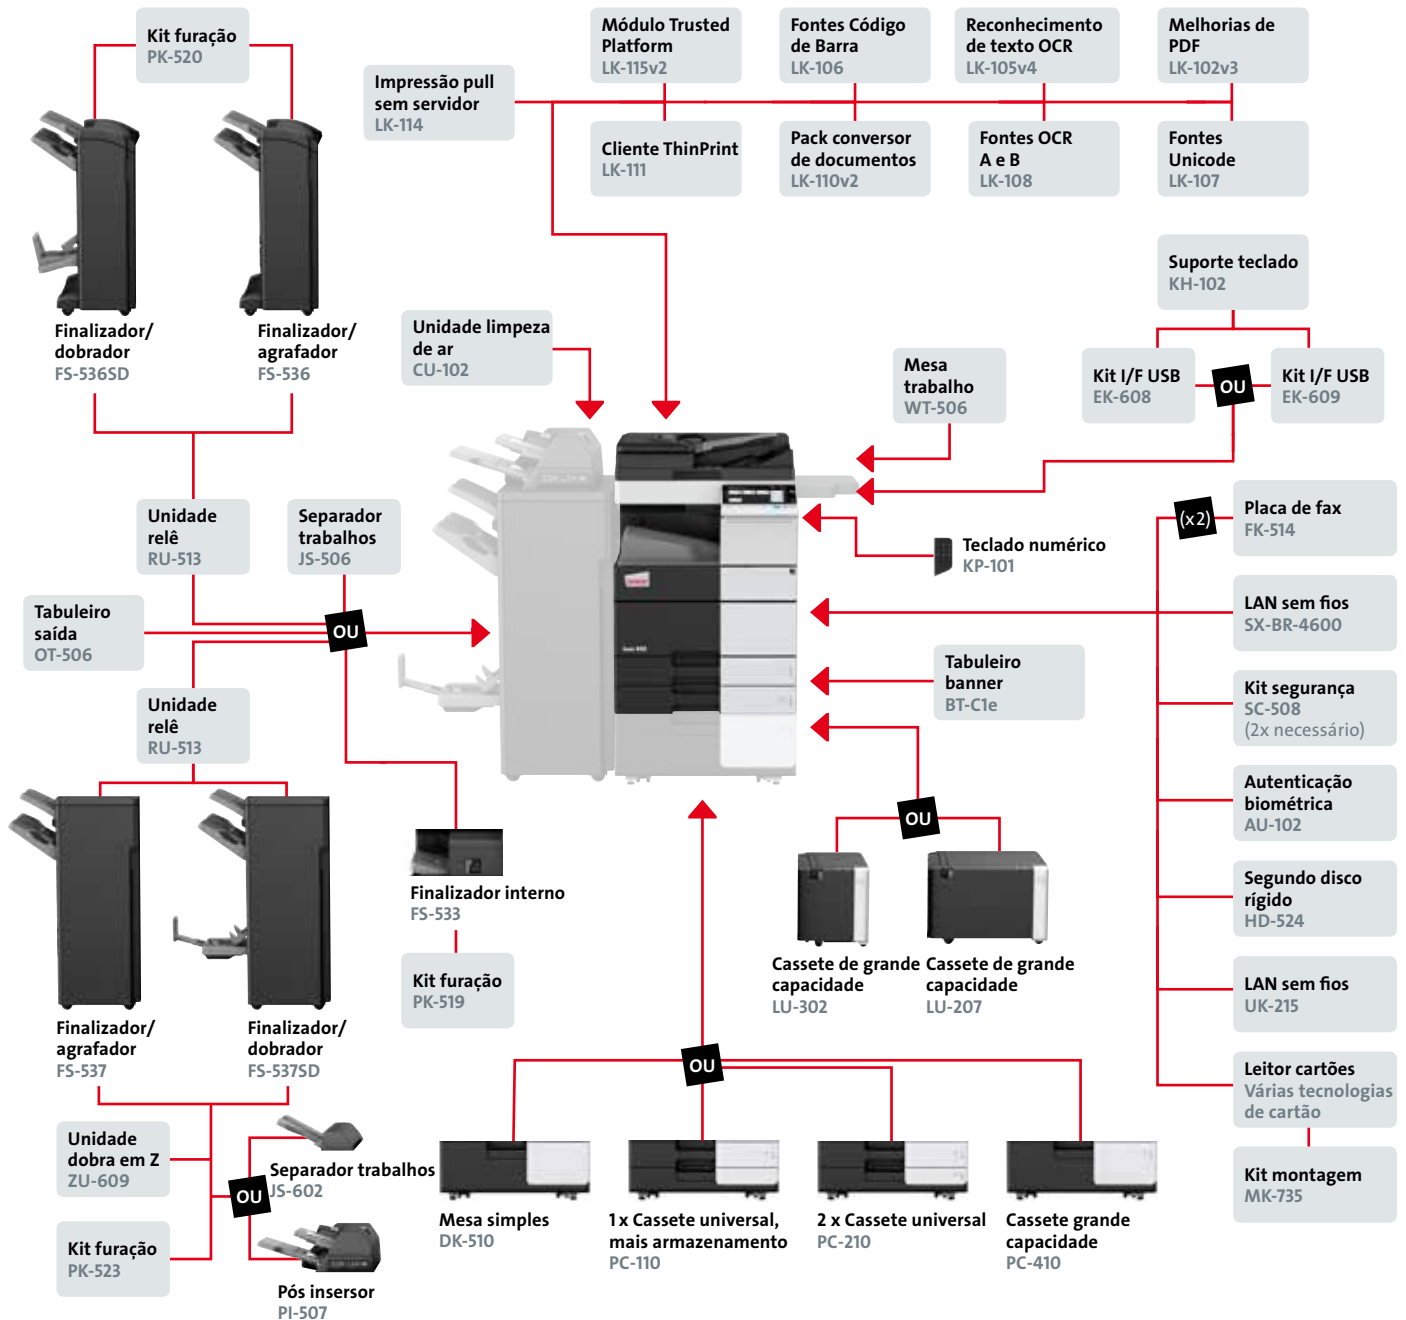 Kit furação
PK-520
Impressão pull
sem servidor
LK-114
Módulo Trusted
Platform
LK-115v2
Fontes Código
de Barra
LK-106
Reconhecimento
de texto OCR
LK-105v4
Melhorias de
PDF
LK-102v3
Cliente ThinPrint
LK-111
Pack conversor
de documentos
LK-110v2
Fontes OCR
A e B
LK-108
Fontes
Unicode
LK-107
Finalizador/
dobrador
FS-536SD
Finalizador/
agrafador
FS-536
Unidade limpeza
de ar
CU-102
Mesa
trabalho
WT-506
Suporte teclado
KH-102
Kit I/F USB
EK-608
OU
Kit I/F USB
EK-609
Unidade
relê
RU-513
Separador
trabalhos
JS-506
Tabuleiro
saída
OT-506
OU
Unidade
relê
RU-513
Teclado numérico
KP-101
Tabuleiro
banner
BT-C1e
(x2)
Placa de fax
FK-514
LAN sem fios
SX-BR-4600
Kit segurança
SC-508
(2x necessário)
Autenticação
biométrica
AU-102
Segundo disco
rígido
HD-524
LAN sem fios
UK-215
Leitor cartões
Várias tecnologias
de cartão
Kit montagem
MK-735
Finalizador interno
FS-533
Kit furação
PK-519
OU
Cassete de grande
capacidade
LU-302
Cassete de grande
capacidade
LU-207
Finalizador/
agrafador
FS-537
Finalizador/
dobrador
FS-537SD
Unidade
dobra em Z
ZU-609
Kit furação
PK-523
OU
Separador trabalhos
JS-602
Pós insersor
PI-507
OU
Mesa simples
DK-510
1 x Cassete universal,
mais armazenamento
PC-110
2 x Cassete universal
PC-210
Cassete grande
capacidade
PC-410